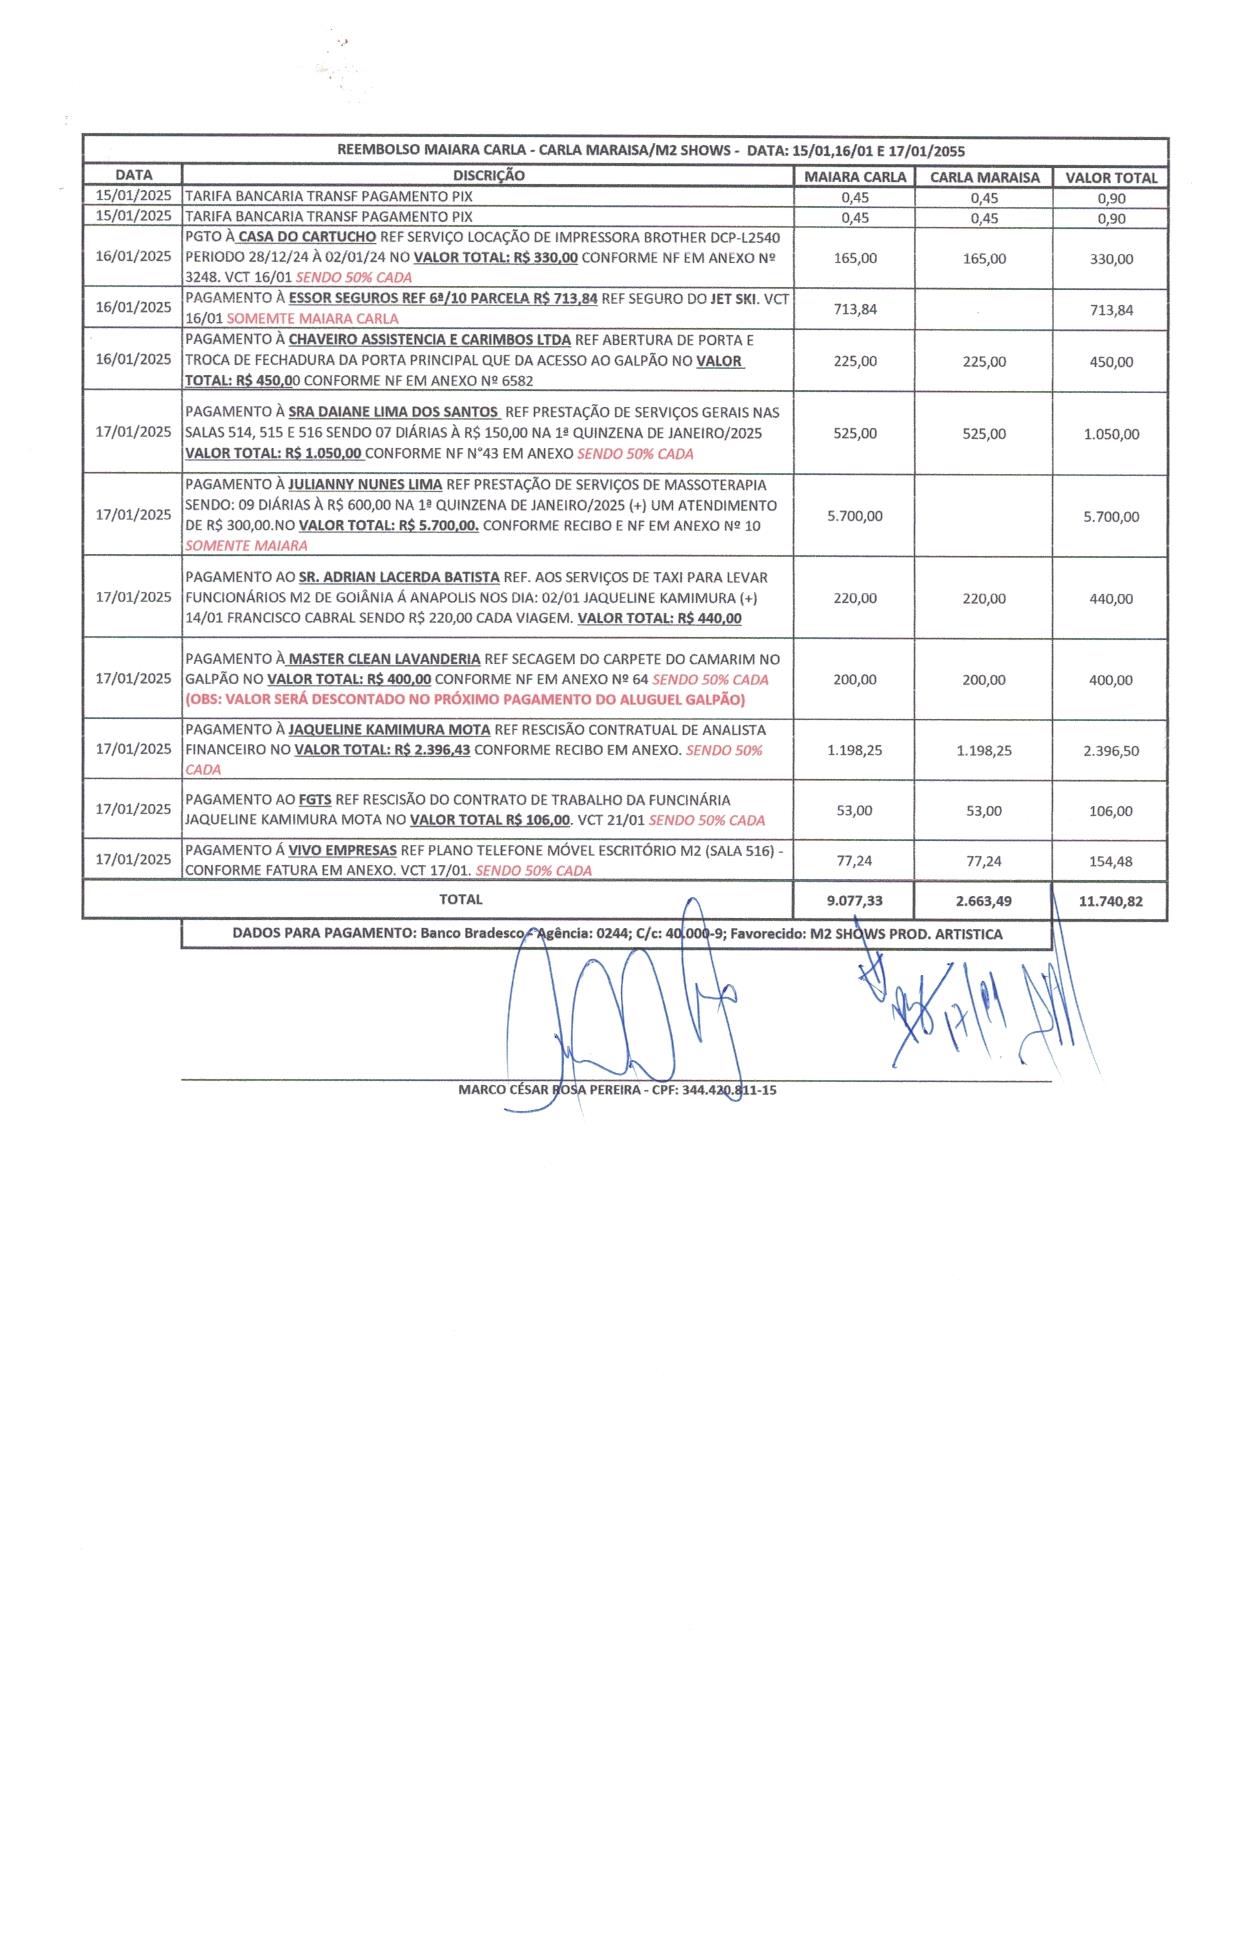 REEMBOLSO MAIARA CARLA - CARLA MARAISA/M2 SHOWS - DATA: 15/01,16/01 E 17/01/2055
DATA DISCRIÇÃO MAIARA CARLA CARLA MARAISA VALOR TOTAL
15/01/2025 TARIFA BANCARIA TRANSF PAGAMENTO PIX 0,45 0,45 0,90
15/01/2025 TARIFA BANCARIA TRANSF PAGAMENTO PIX 0,45 0,45 0,90
PGTO À CASA DO CARTUCHO REF SERVIÇO LOCAÇÃO DE IMPRESSORA BROTHER DCP-L2540
16/01/2025 PERIODO 28/12/24 À 02/01/24 NO VALOR TOTAL: R$ 330,00 CONFORME NF EM ANEXO Nº 165,00 165,00 330,00
3248. VCT 16/01 SENDO 50% CADA
PAGAMENTO À ESSOR SEGUROS REF 6ª/10 PARCELA R$ 713,84 REF SEGURO DO JET SKI. VCT
16/01/2025 16/01 SOMEMTE MAIARA CARLA 713,84 713,84
PAGAMENTO À CHAVEIRO ASSISTENCIA E CARIMBOS LTDA REF ABERTURA DE PORTA E
16/01/2025 TROCA DE FECHADURA DA PORTA PRINCIPAL QUE DA ACESSO AO GALPÃO NO VALOR 225,00 225,00 450,00
TOTAL: R$ 450,00 CONFORME NF EM ANEXO Nº 6582
PAGAMENTO À SRA DAIANE LIMA DOS SANTOS REF PRESTAÇÃO DE SERVIÇOS GERAIS NAS
17/01/2025 SALAS 514, 515 E 516 SENDO 07 DIÁRIAS À R$ 150,00 NA 1ª QUINZENA DE JANEIRO/2025 525,00 525,00 1.050,00
VALOR TOTAL: R$ 1.050,00 CONFORME NF N°43 EM ANEXO SENDO 50% CADA
PAGAMENTO À JULIANNY NUNES LIMA REF PRESTAÇÃO DE SERVIÇOS DE MASSOTERAPIA
SENDO: 09 DIÁRIAS À R$ 600,00 NA 1ª QUINZENA DE JANEIRO/2025 (+) UM ATENDIMENTO
17/01/2025 DE R$ 300,00.NO VALOR TOTAL: R$ 5.700,00. CONFORME RECIBO E NF EM ANEXO Nº 10 5.700,00 5.700,00
SOMENTE MAIARA
PAGAMENTO AO SR. ADRIAN LACERDA BATISTA REF. AOS SERVIÇOS DE TAXI PARA LEVAR
17/01/2025 FUNCIONÁRIOS M2 DE GOIÂNIA Á ANAPOLIS NOS DIA: 02/01 JAQUELINE KAMIMURA (+) 220,00 220,00 440,00
14/01 FRANCISCO CABRAL SENDO R$ 220,00 CADA VIAGEM. VALOR TOTAL: R$ 440,00
PAGAMENTO À MASTER CLEAN LAVANDERIA REF SECAGEM DO CARPETE DO CAMARIM NO
17/01/2025 GALPÃO NO VALOR TOTAL: R$ 400,00 CONFORME NF EM ANEXO Nº 64 SENDO 50% CADA 200,00 200,00 400,00
(OBS: VALOR SERÁ DESCONTADO NO PRÓXIMO PAGAMENTO DO ALUGUEL GALPÃO)
PAGAMENTO À JAQUELINE KAMIMURA MOTA REF RESCISÃO CONTRATUAL DE ANALISTA
17/01/2025 FINANCEIRO NO VALOR TOTAL: R$ 2.396,43 CONFORME RECIBO EM ANEXO. SENDO 50% 1.198,25 1.198,25 2.396,50
CADA
PAGAMENTO AO FGTS REF RESCISÃO DO CONTRATO DE TRABALHO DA FUNCINÁRIA
17/01/2025 JAQUELINE KAMIMURA MOTA NO VALOR TOTAL R$ 106,00. VCT 21/01 SENDO 50% CADA 53,00 53,00 106,00
PAGAMENTO Á VIVO EMPRESAS REF PLANO TELEFONE MÓVEL ESCRITÓRIO M2 (SALA 516) -
17/01/2025 CONFORME FATURA EM ANEXO. VCT 17/01. SENDO 50% CADA 77,24 77,24 154,48
TOTAL 9.077,33 2.663,49 11.740,82
DADOS PARA PAGAMENTO: Banco Bradesco - Agência: 0244; C/c: 40.000-9; Favorecido: M2 SHOWS PROD. ARTISTICA
17/01
MARCO CÉSAR ROSA PEREIRA - CPF: 344.420.811-15